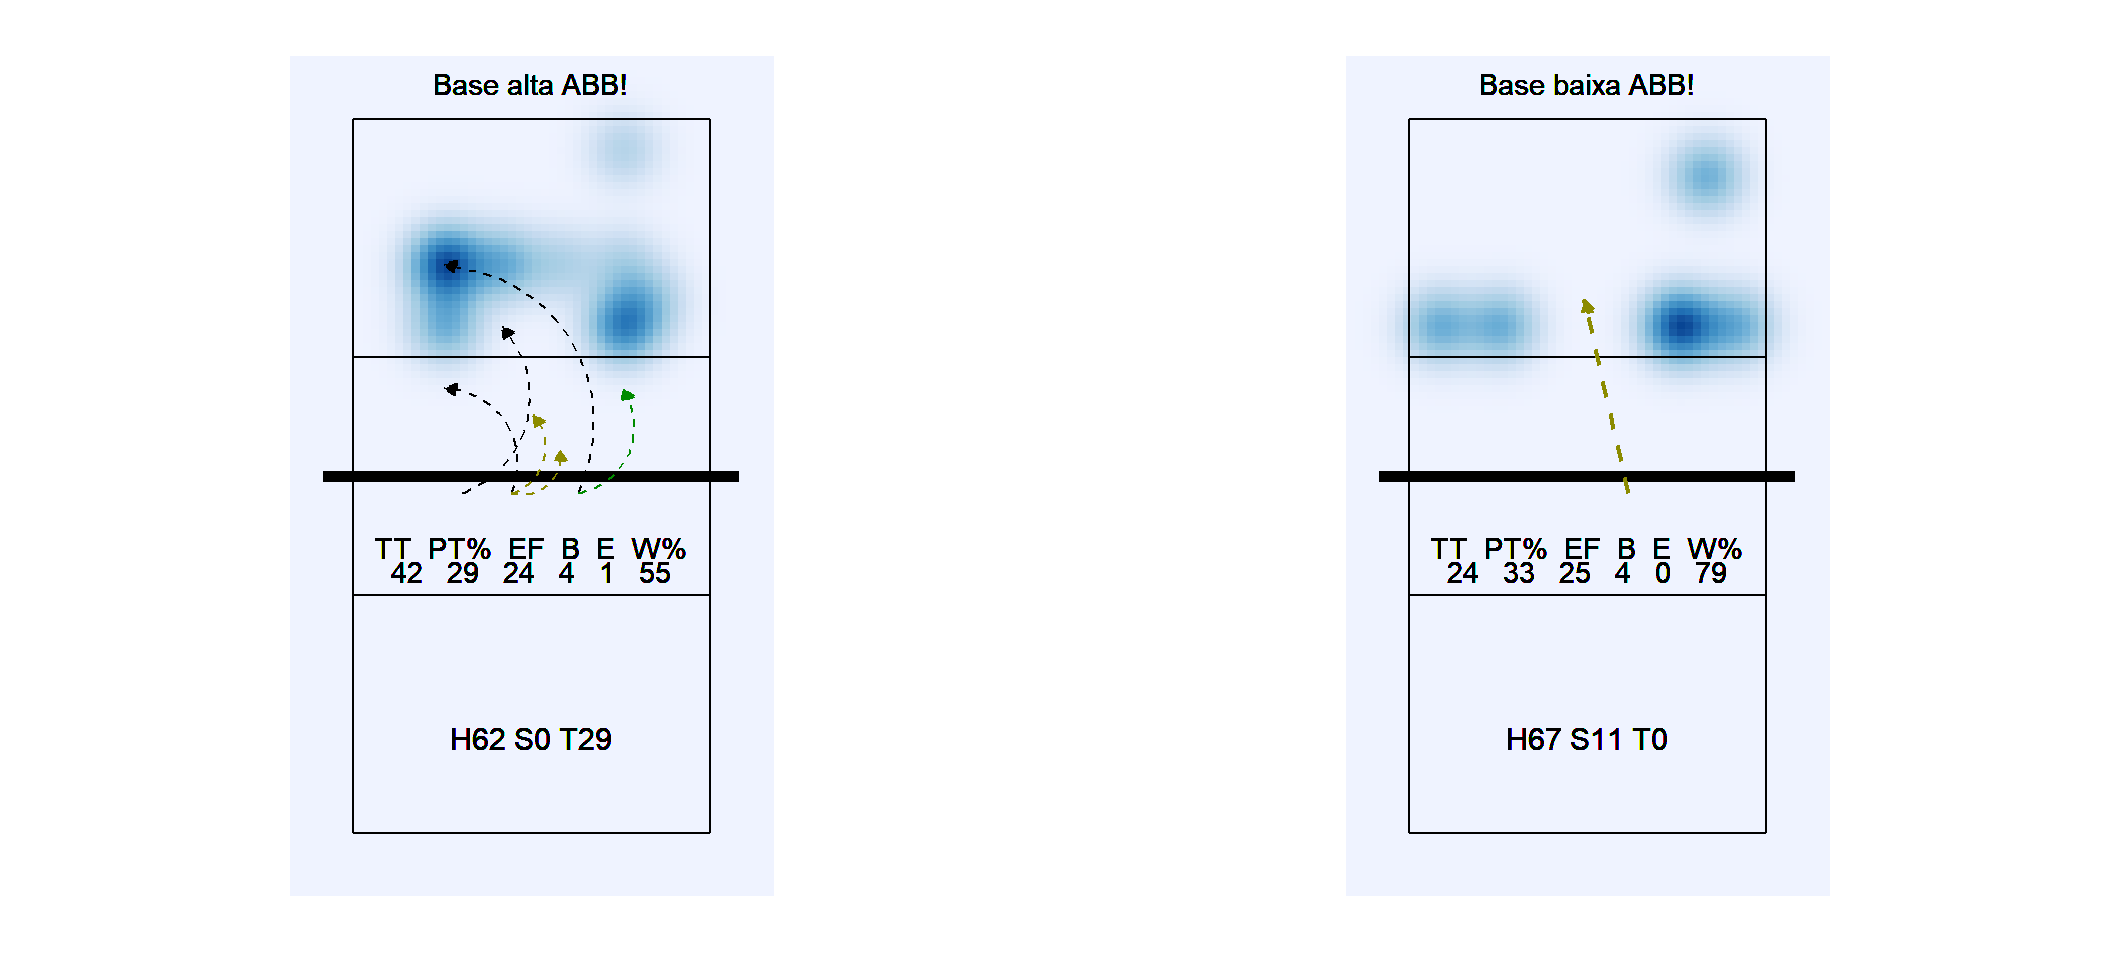 Base alta ABB!
TT PT% EF B E W%
42 29 24 4 1 55
H62 S0 T29
Base baixa ABB!
TT PT% EF B E W%
24 33 25 4 0 79
H67 S11 T0